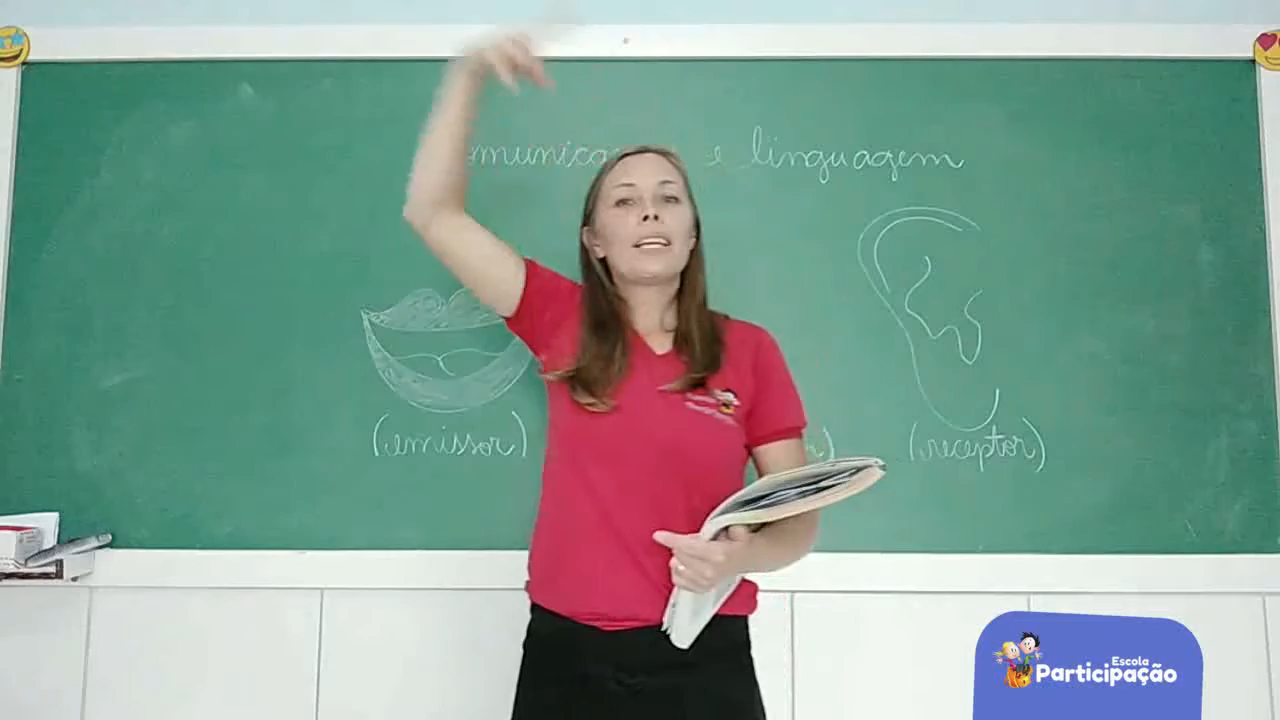 e linguagem
(emissor)
(receptor)
Escola
Participação